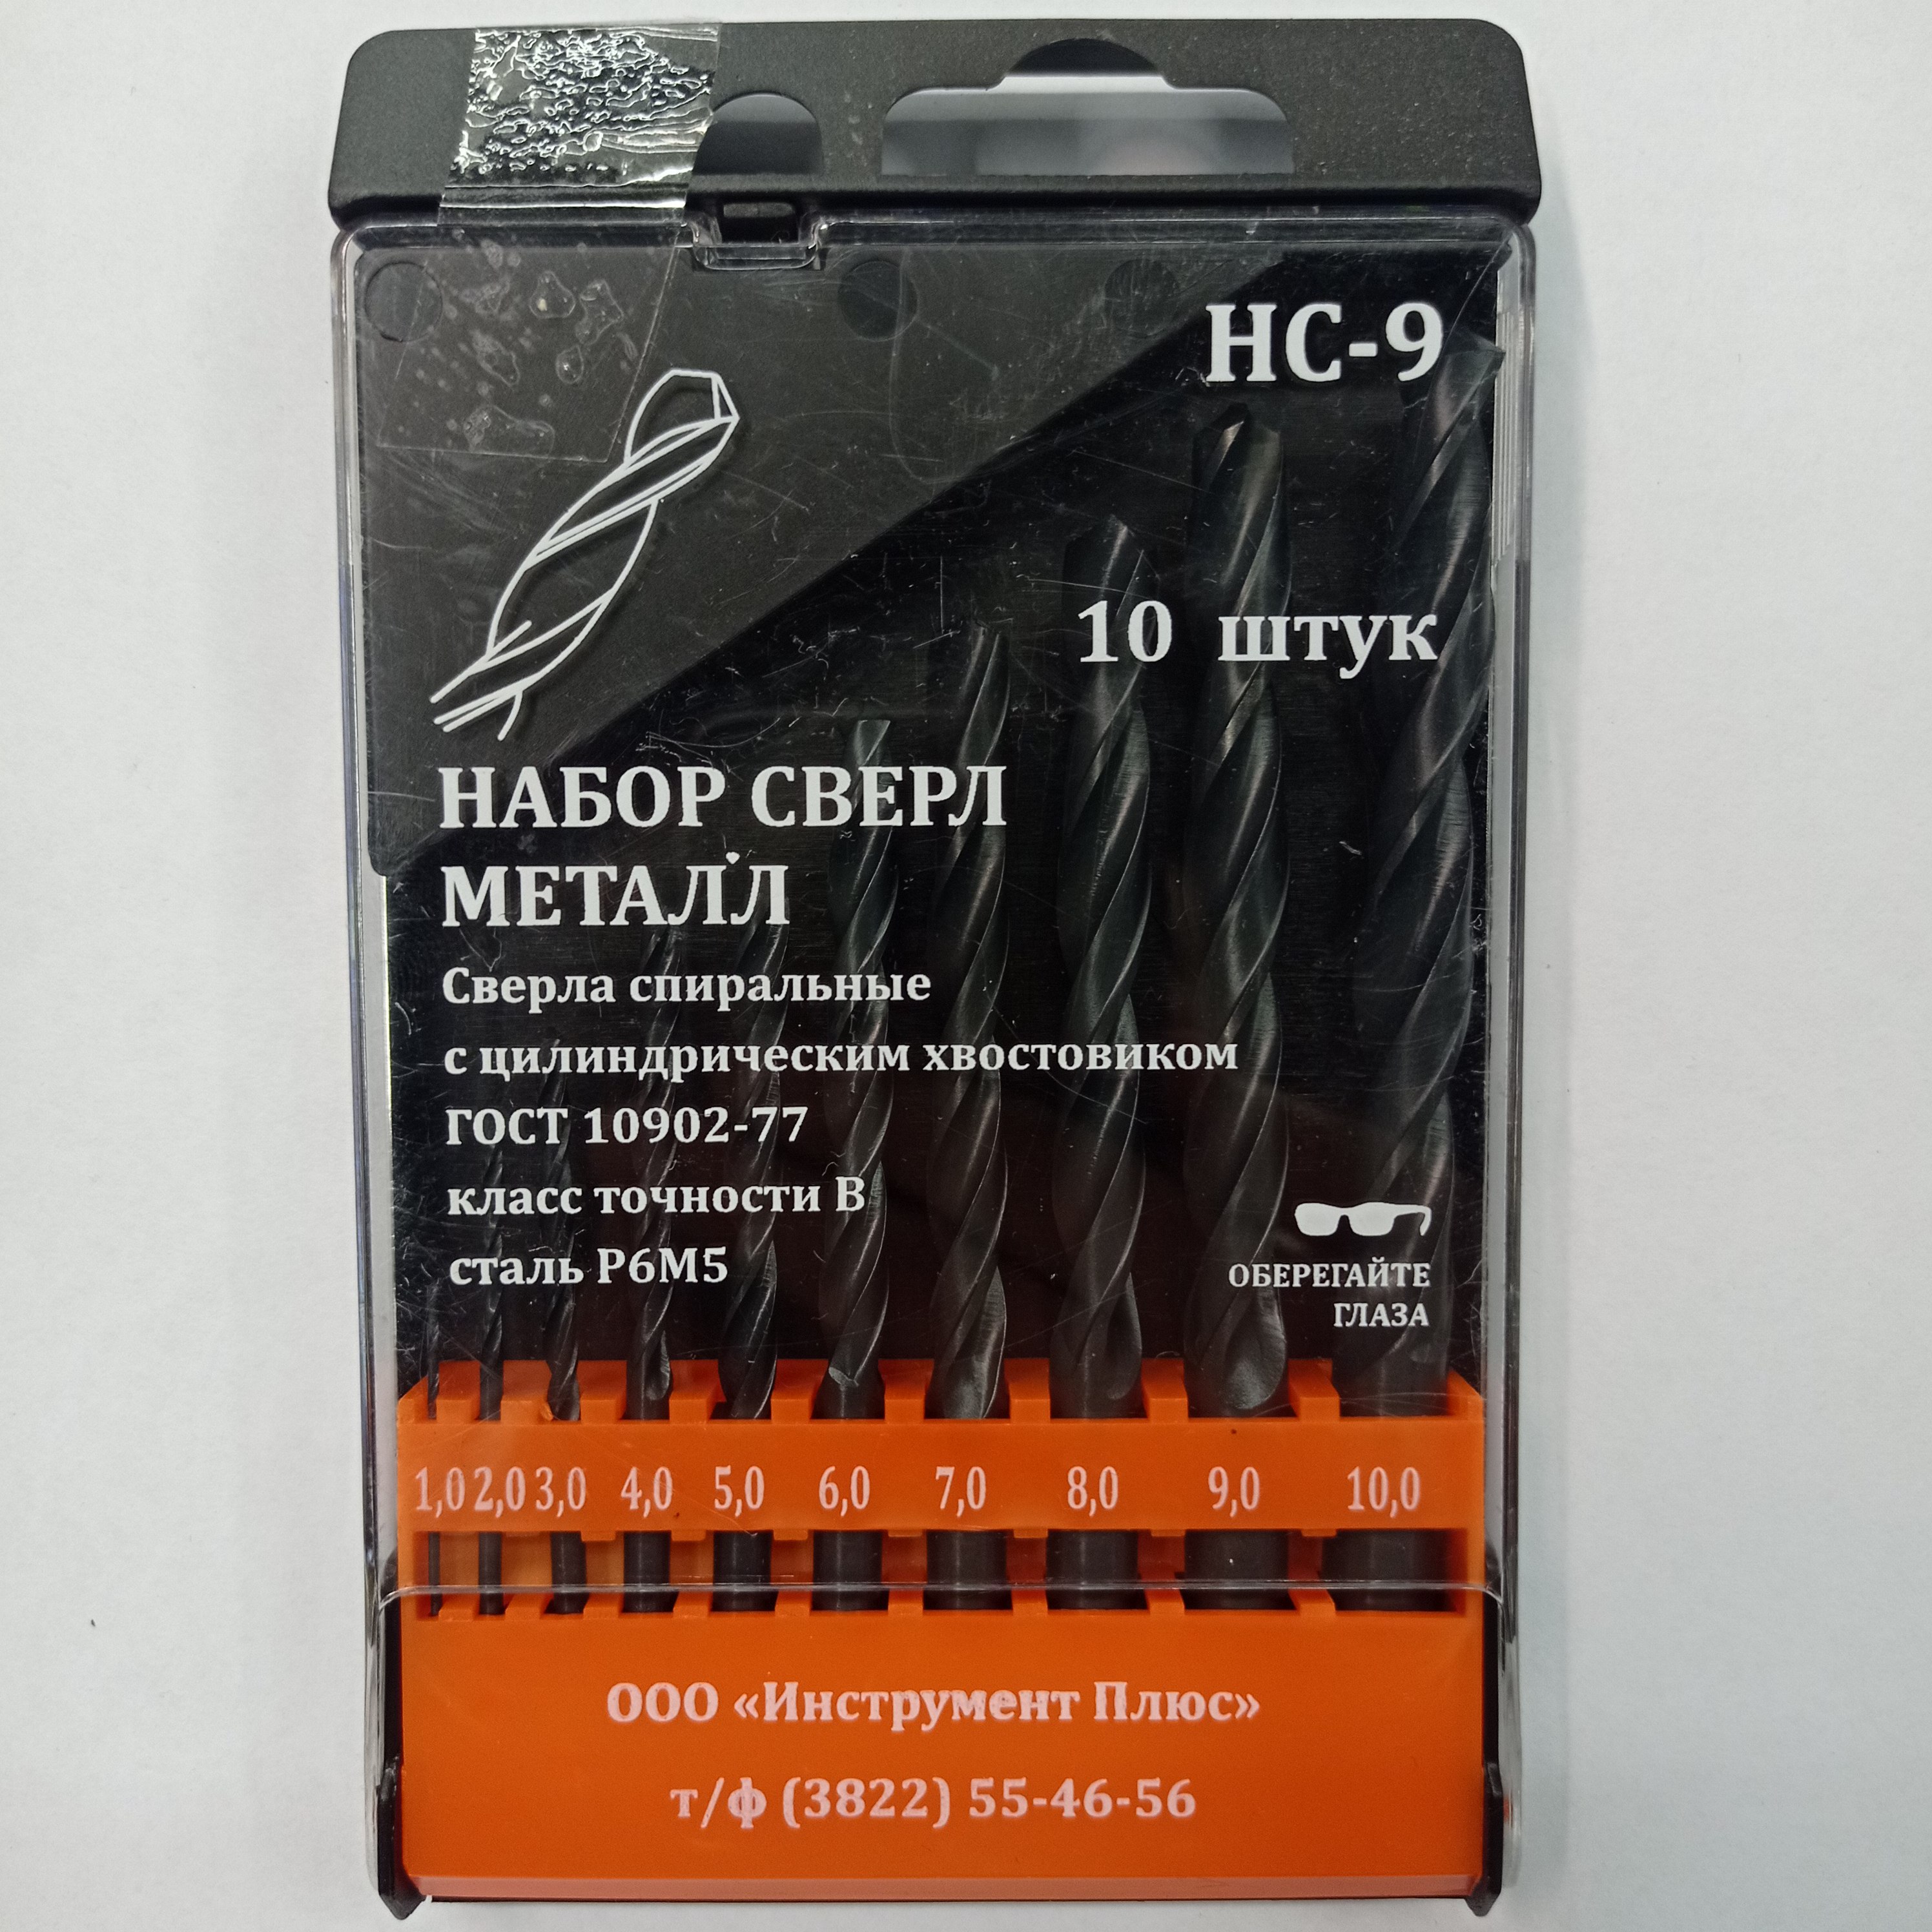 НС-9
10 штук
НАБОР СВЕРЛ
МЕТАЛЛ
Сверла спиральные
с цилиндрическим хвостовиком
ГОСТ 10902-77
класс точности В
сталь Р6М5
ОБЕРЕГАЙТЕ
ГЛАЗА
1,0 2,0 3,0 4,0 5,0 6,0 7,0 8,0 9,0 10,0
ООО «Инструмент Плюс»
т/ф (3822) 55-46-56